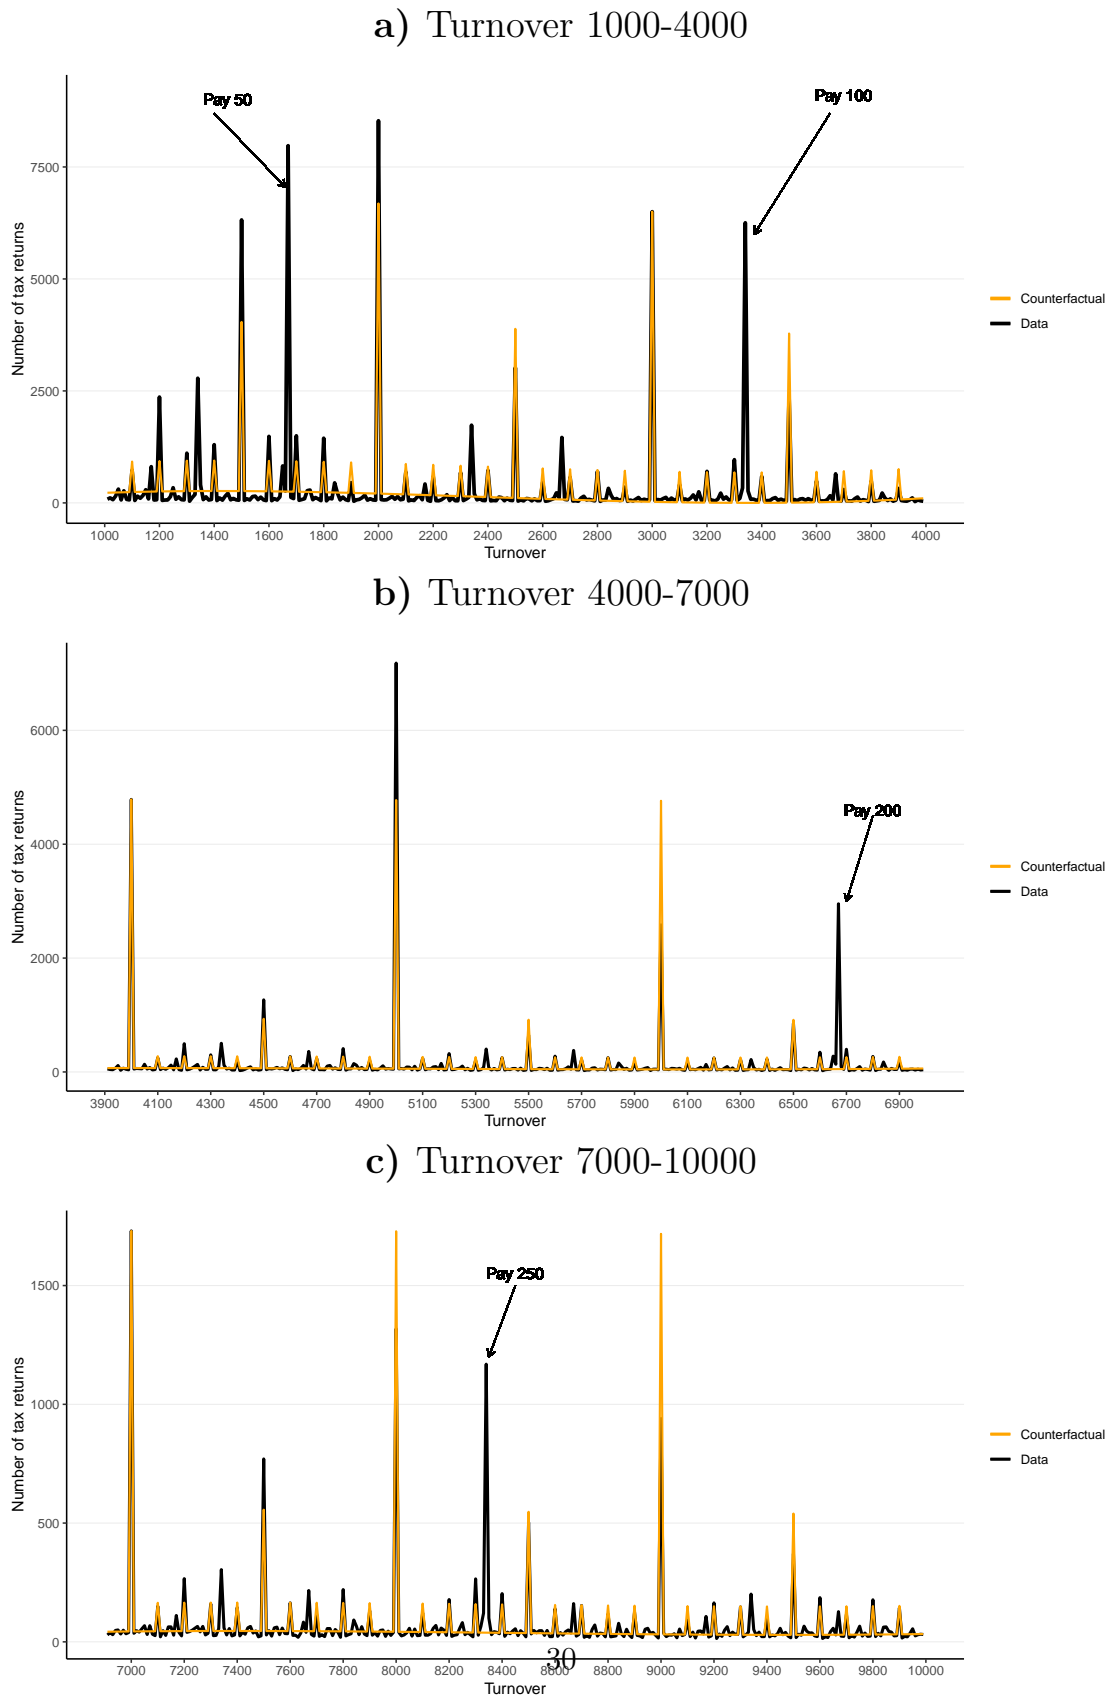 a) Turnover 1000-4000
Pay 50
Pay 100
7500
5000
2500
0
Number of tax returns
Counterfactual
Data
1000 1200 1400 1600 1800 2000 2200 2400 2600 2800 3000 3200 3400 3600 3800 4000
Turnover
b) Turnover 4000-7000
Pay 200
6000
4000
2000
0
Number of tax returns
Counterfactual
Data
3900 4100 4300 4500 4700 4900 5100 5300 5500 5700 5900 6100 6300 6500 6700 6900
Turnover
c) Turnover 7000-10000
Pay 250
1500
1000
500
0
Number of tax returns
Counterfactual
Data
7000 7200 7400 7600 7800 8000 8200 8400 8600 8800 9000 9200 9400 9600 9800 10000
Turnover
30